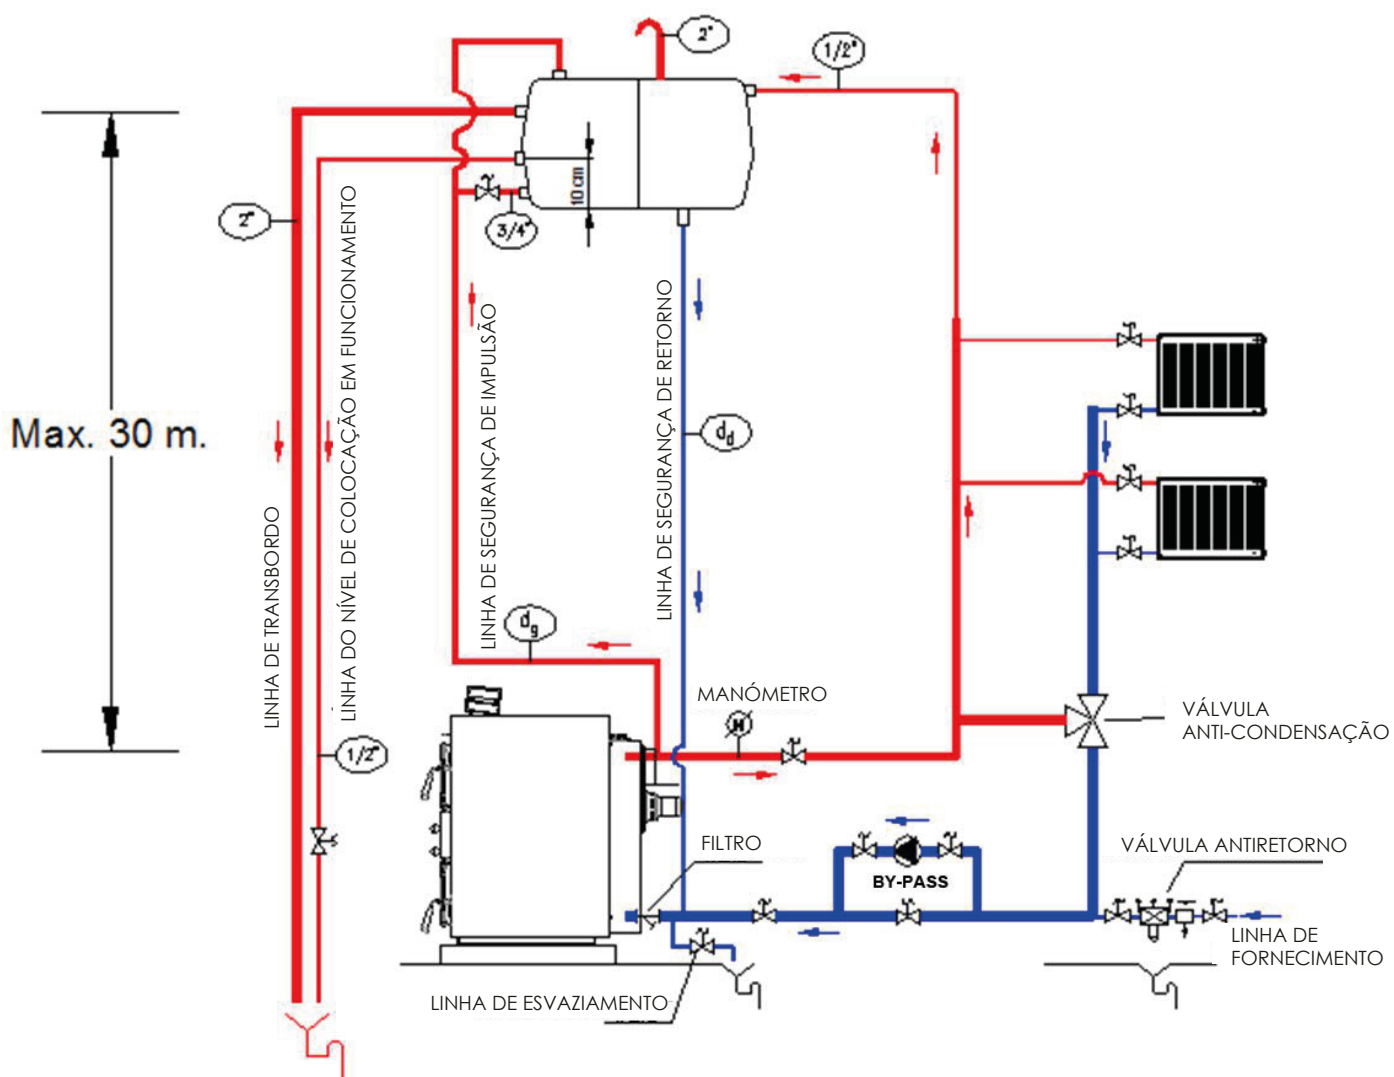 2"
1/2"
10 cm
3/4"
2"
LINHA DE TRANSBORDO
LINHA DO NÍVEL DE COLOCAÇÃO EM FUNCIONAMENTO
LINHA DE SEGURANÇA DE IMPULSÃO
LINHA DE SEGURANÇA DE RETORNO
Max. 30 m.
dd
dg
1/2"
MANÓMETRO
M
VÁLVULA
ANTI-CONDENSAÇÃO
FILTRO
BY-PASS
VÁLVULA ANTIRETORNO
LINHA DE
FORNECIMENTO
LINHA DE ESVAZIAMENTO